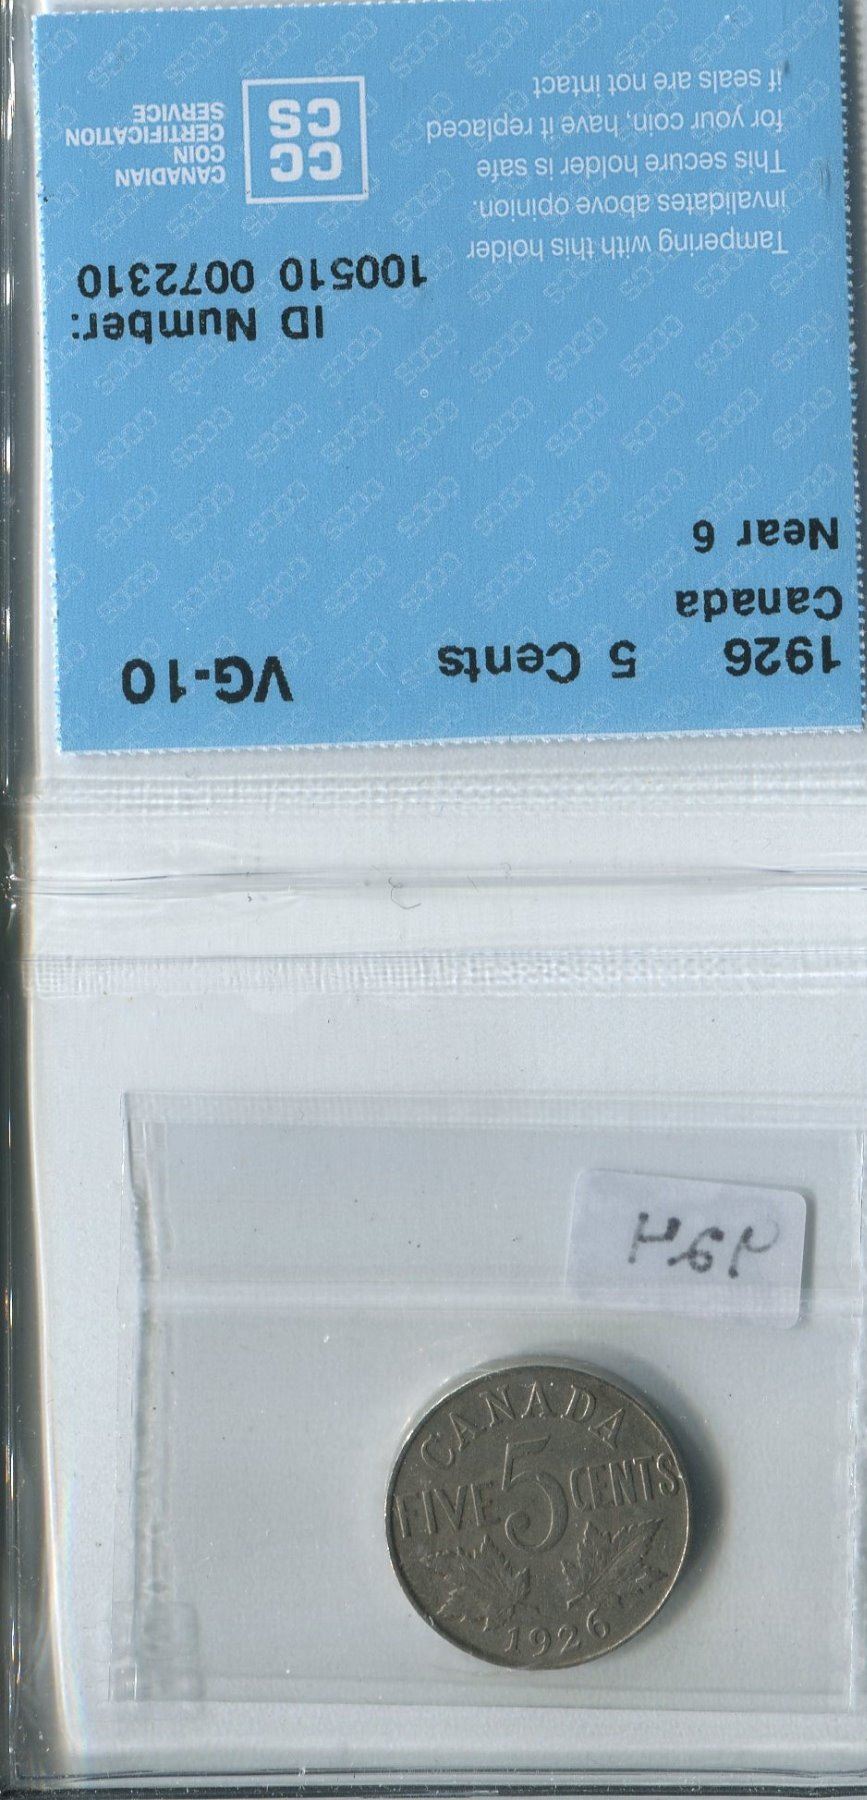 1926 5 Cents VG-10
Canada
Near 6
ID Number:
100510 0072310
Tampering with this holder
invalidates above opinion.
This secure holder is safe
for your coin, have it replaced
if seals are not intact
CC
CS
CANADIAN
COIN
CERTIFICATION
SERVICE
CANADA
FIVE 5 CENTS
1926